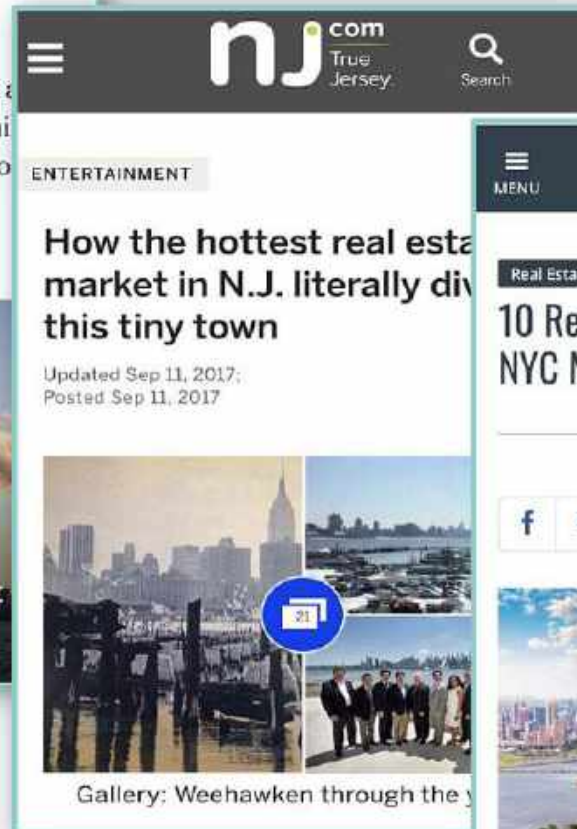 nj com
True
Jersey.
Search
ENTERTAINMENT
How the hottest real esta
market in N.J. literally div
this tiny town
Updated Sep 11, 2017;
Posted Sep 11, 2017
21
Gallery: Weehawken through the y
MENU
Real Esta
10 Re
NYC N
f